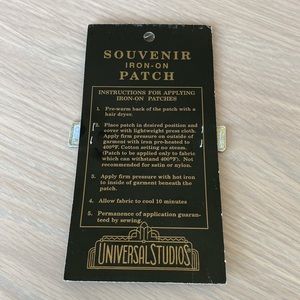 SOUVENIR
IRON-ON
PATCH
INSTRUCTIONS FOR APPLYING
IRON-ON PATCHES
1. Pre-warm back of the patch with a
hair dryer.
2. Place patch in desired position and
cover with lightweight press cloth.
Apply firm pressure on outside of
garment with iron pre-heated to
400°F. Cotton setting no steam.
(Patch to be applied only to fabric
which can withstand 400°F). Not
recommended for satin or nylon.
3. Apply firm pressure with hot iron
to inside of garment beneath the
patch.
4. Allow fabric to cool 10 minutes
5. Permanence of application guaran-
teed by sewing.
UNIVERSAL STUDIOS